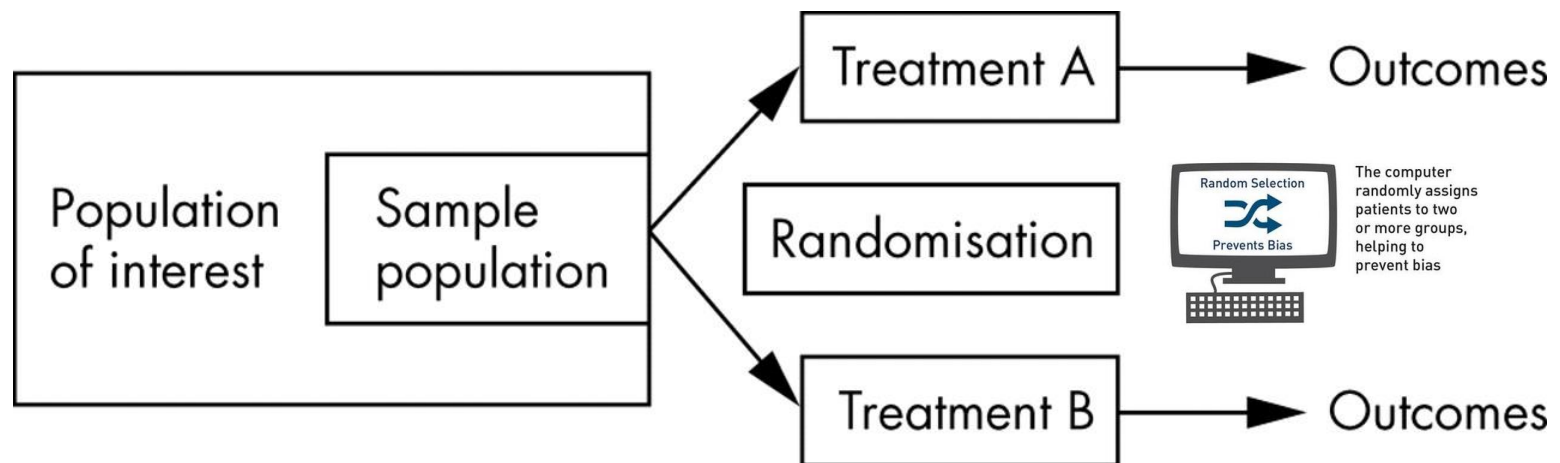 Population
of interest
Sample
population
Treatment A
Outcomes
Randomisation
Random Selection
Prevents Bias
The computer
randomly assigns
patients to two
or more groups,
helping to
prevent bias
Treatment B
Outcomes